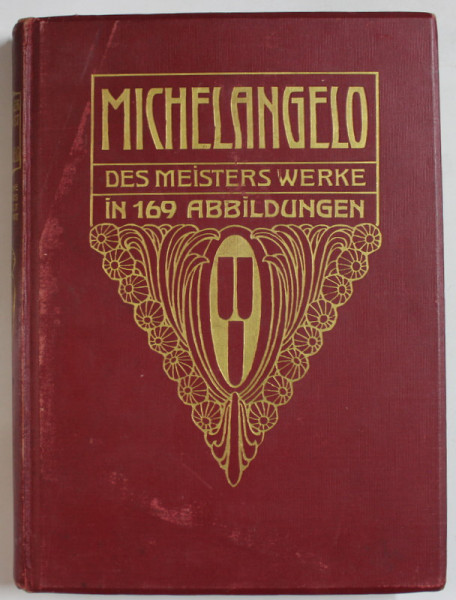 MICHELANGELO
DES MEISTERS WERKE
IN 169 ABBILDUNGEN